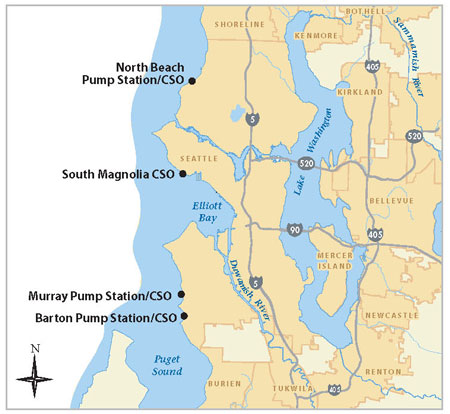 BOTHELL
SHORELINE
KENMORE
Sammamish River
North Beach
Pump Station/CSO
405
KIRKLAND
5
Lake Washington
520
SEATTLE
520
South Magnolia CSO
BELLEVUE
Elliott
Bay
90
405
MERCER
ISLAND
Duwamish River
5
Murray Pump Station/CSO
Barton Pump Station/CSO
NEWCASTLE
N
Puget
Sound
RENTON
BURIEN
TUKWILA
405